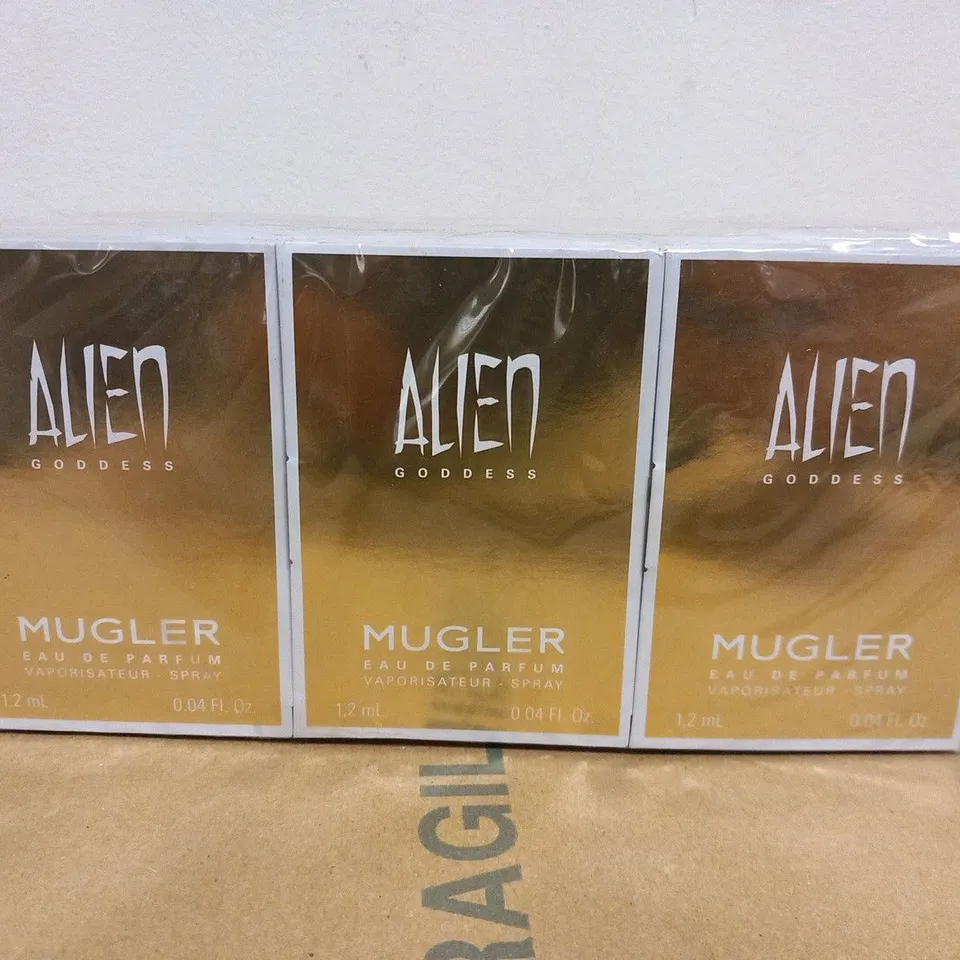 ALIEN
GODDESS
MUGLER
EAU DE PARFUM
VAPORISATEUR - SPRAY
1.2 mL 0.04 Fl. Oz.
ALIEN
GODDESS
MUGLER
EAU DE PARFUM
VAPORISATEUR - SPRAY
1,2 mL 0.04 Fl. Oz.
ALIEN
GODDESS
MUGLER
EAU DE PARFUM
VAPORISATEUR - SPRAY
1,2 mL 0.04 Fl. Oz.
RAGIL